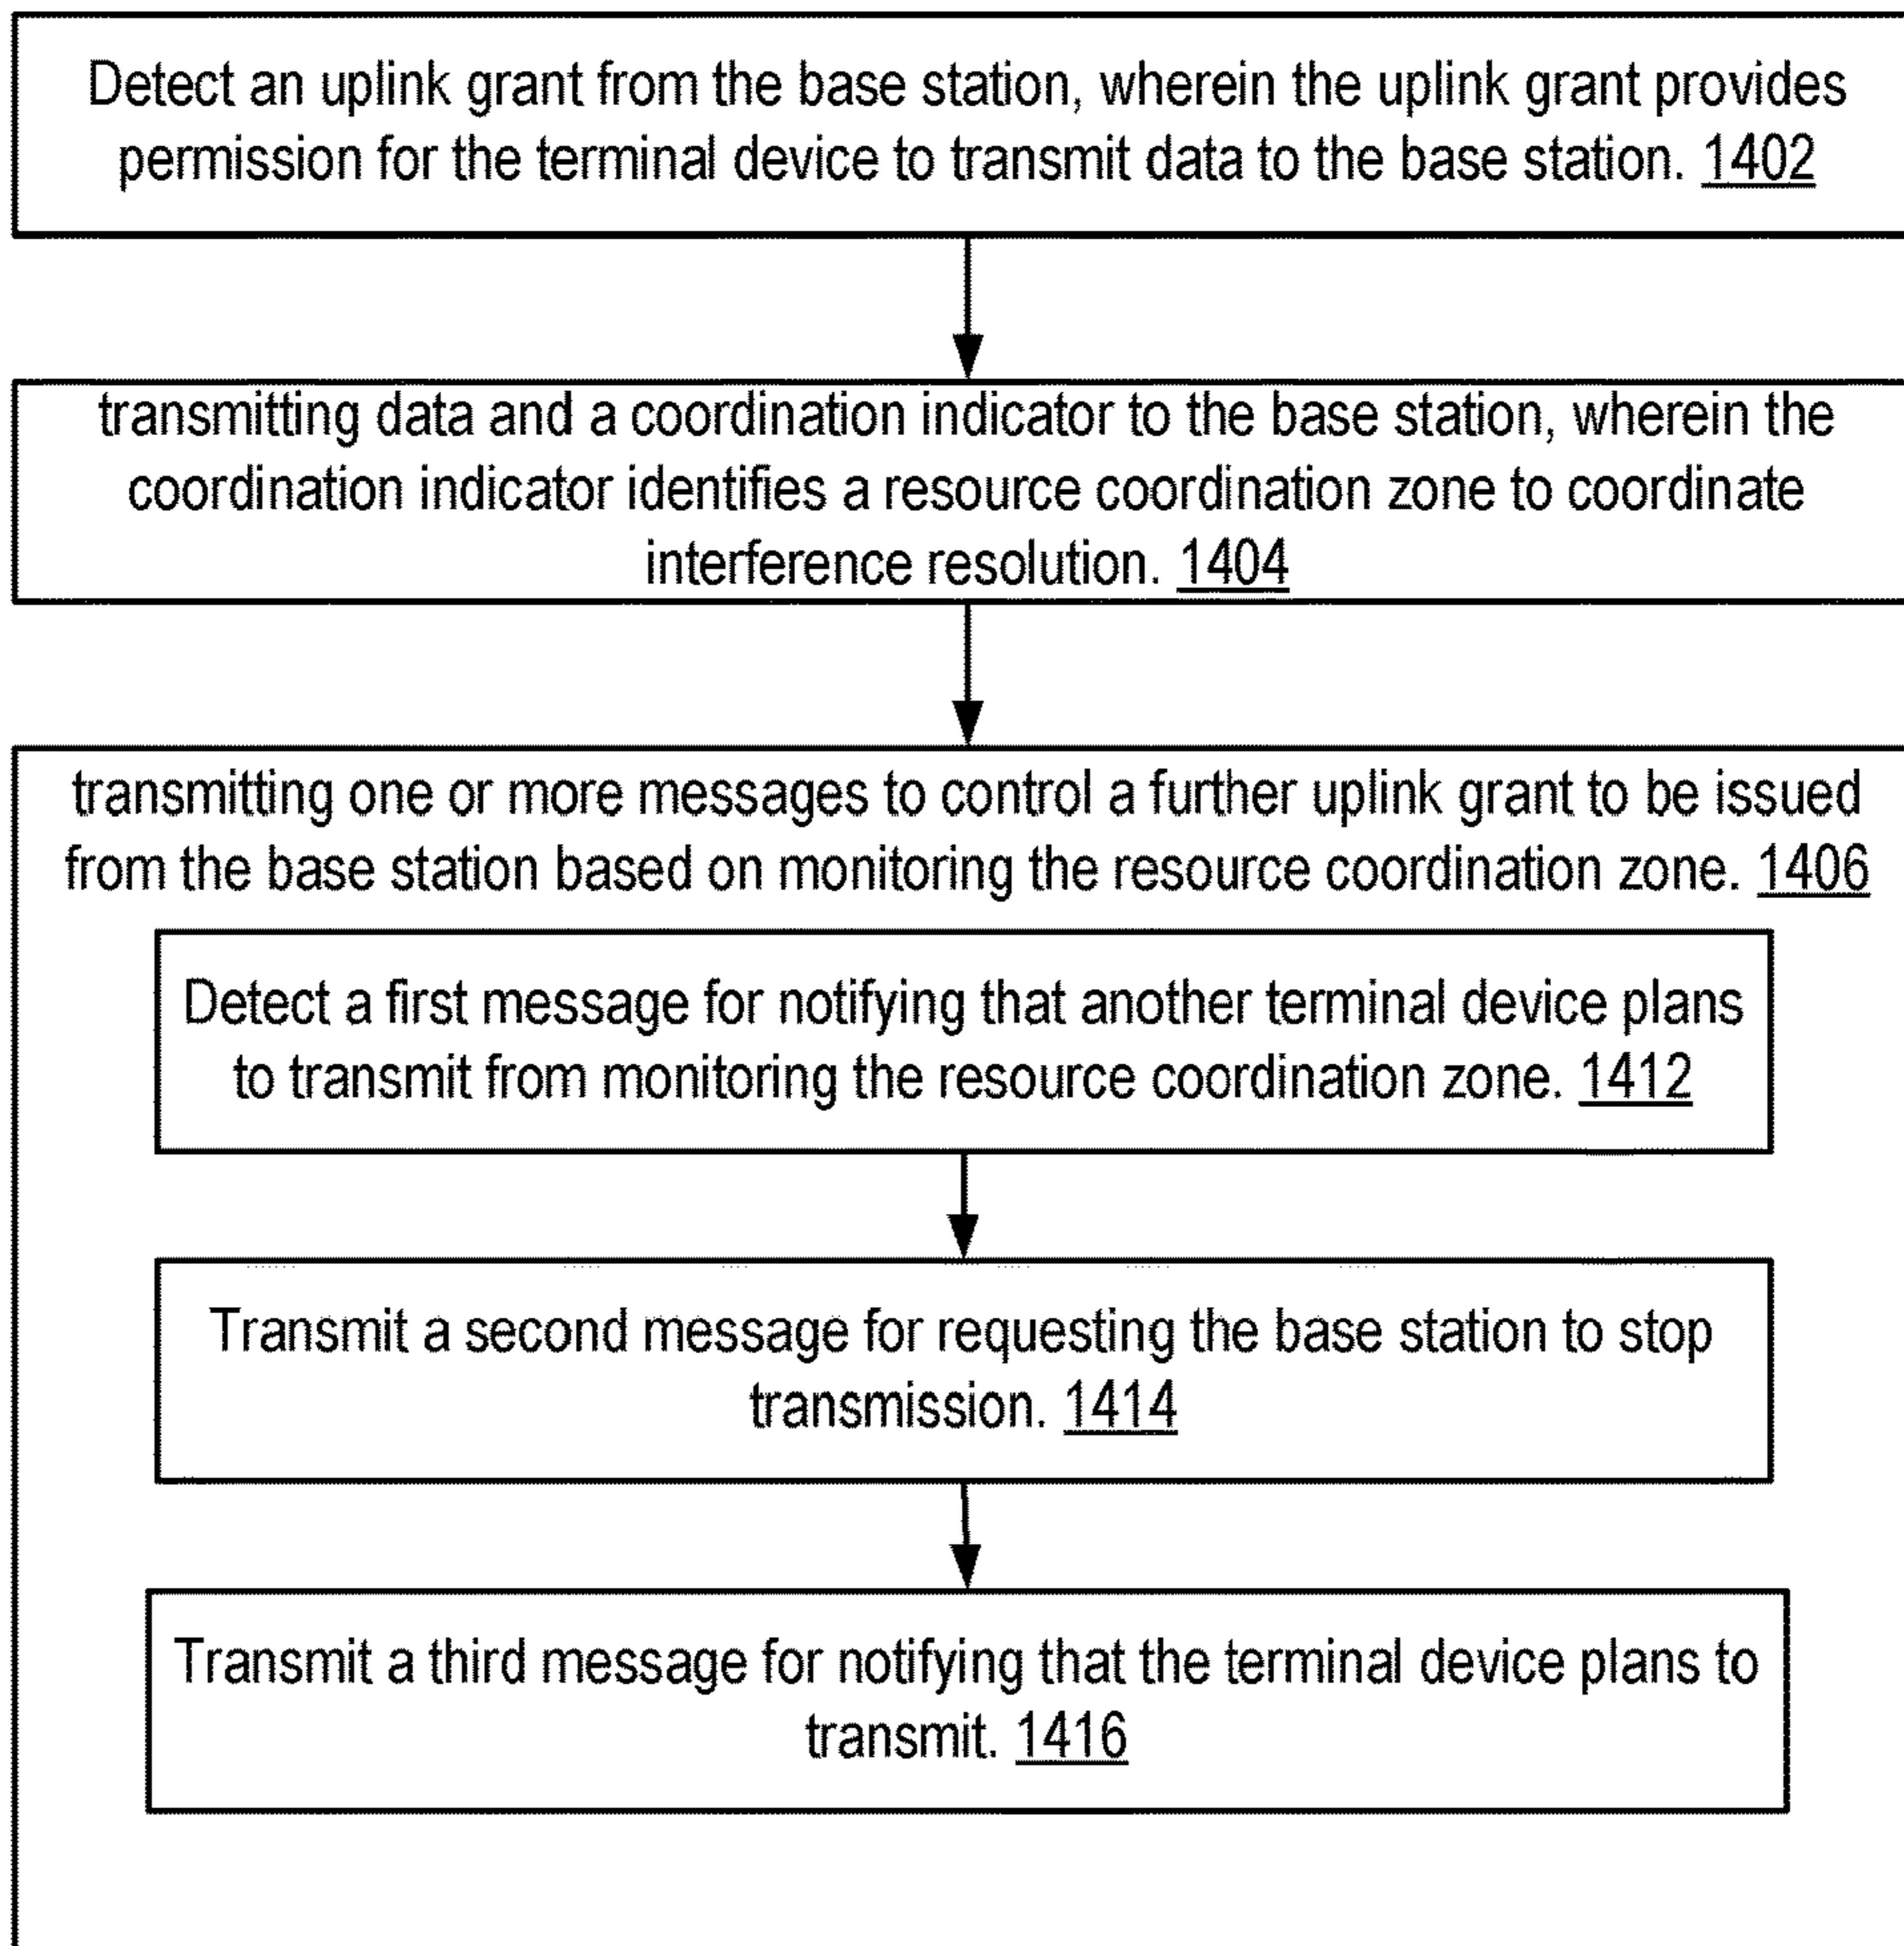 Detect an uplink grant from the base station, wherein the uplink grant provides
permission for the terminal device to transmit data to the base station. 1402
transmitting data and a coordination indicator to the base station, wherein the
coordination indicator identifies a resource coordination zone to coordinate
interference resolution. 1404
transmitting one or more messages to control a further uplink grant to be issued
from the base station based on monitoring the resource coordination zone. 1406
Detect a first message for notifying that another terminal device plans
to transmit from monitoring the resource coordination zone. 1412
Transmit a second message for requesting the base station to stop
transmission. 1414
Transmit a third message for notifying that the terminal device plans to
transmit. 1416